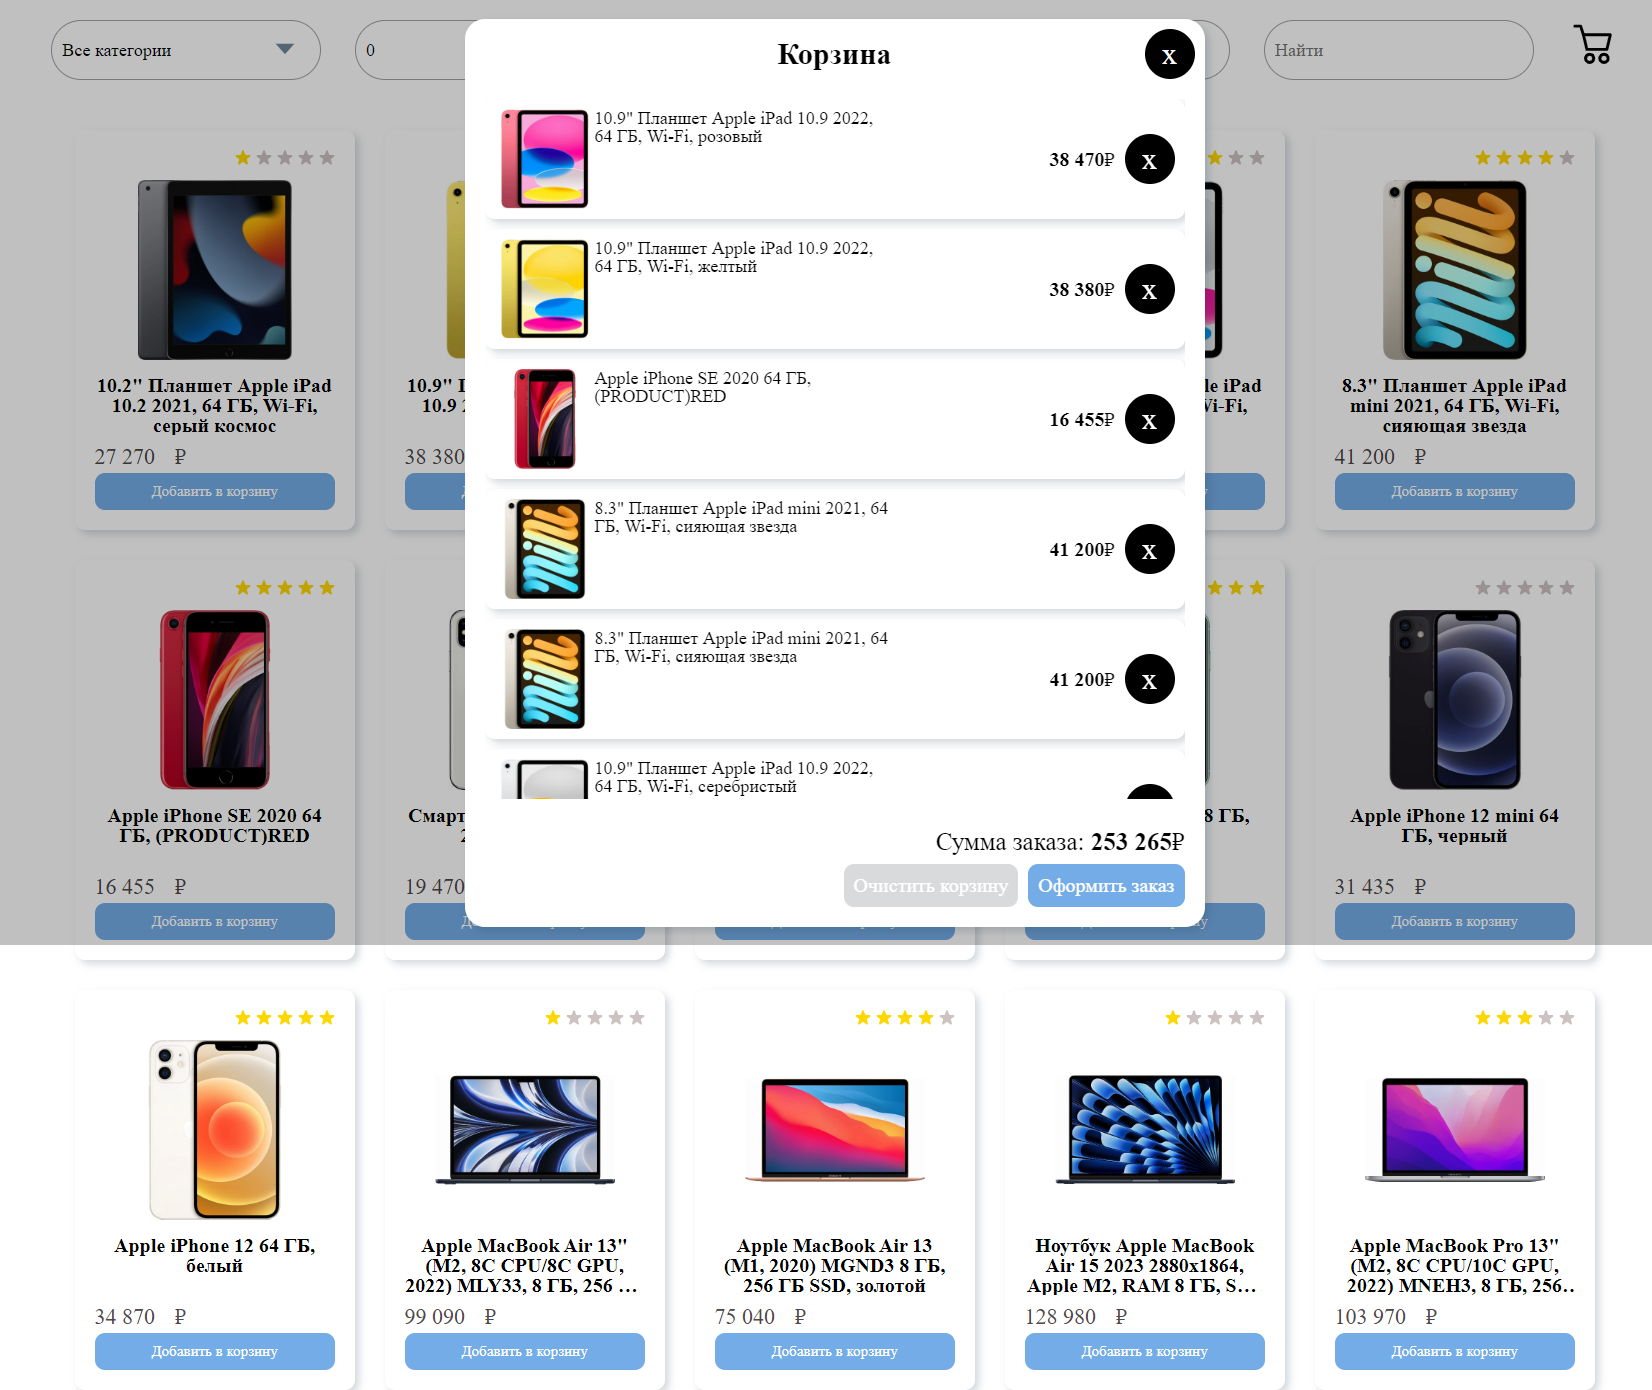 Все категории
0
Найти
Корзина
x
10.9" Планшет Apple iPad 10.9 2022,
64 ГБ, Wi-Fi, розовый
38 470₽
x
10.9" Планшет Apple iPad 10.9 2022,
64 ГБ, Wi-Fi, желтый
38 380₽
x
Apple iPhone SE 2020 64 ГБ,
(PRODUCT)RED
16 455₽
x
8.3" Планшет Apple iPad mini 2021, 64
ГБ, Wi-Fi, сияющая звезда
41 200₽
x
8.3" Планшет Apple iPad mini 2021, 64
ГБ, Wi-Fi, сияющая звезда
41 200₽
x
10.9" Планшет Apple iPad 10.9 2022,
64 ГБ, Wi-Fi, серебристый
Сумма заказа: 253 265₽
Очистить корзину
Оформить заказ
10.2" Планшет Apple iPad
10.2 2021, 64 ГБ, Wi-Fi,
серый космос
27 270 ₽
Добавить в корзину
10.9"
10.9
38 380
iPad
Wi-Fi,
8.3" Планшет Apple iPad
mini 2021, 64 ГБ, Wi-Fi,
сияющая звезда
41 200 ₽
Добавить в корзину
Apple iPhone SE 2020 64
ГБ, (PRODUCT)RED
16 455 ₽
Добавить в корзину
19 470
8 ГБ,
Apple iPhone 12 mini 64
ГБ, черный
31 435 ₽
Добавить в корзину
Apple iPhone 12 64 ГБ,
белый
34 870 ₽
Добавить в корзину
Apple MacBook Air 13"
(M2, 8C CPU/8C GPU,
2022) MLY33, 8 ГБ, 256 …
99 090 ₽
Добавить в корзину
Apple MacBook Air 13
(M1, 2020) MGND3 8 ГБ,
256 ГБ SSD, золотой
75 040 ₽
Добавить в корзину
Ноутбук Apple MacBook
Air 15 2023 2880x1864,
Apple M2, RAM 8 ГБ, S…
128 980 ₽
Добавить в корзину
Apple MacBook Pro 13"
(M2, 8C CPU/10C GPU,
2022) MNEH3, 8 ГБ, 256…
103 970 ₽
Добавить в корзину